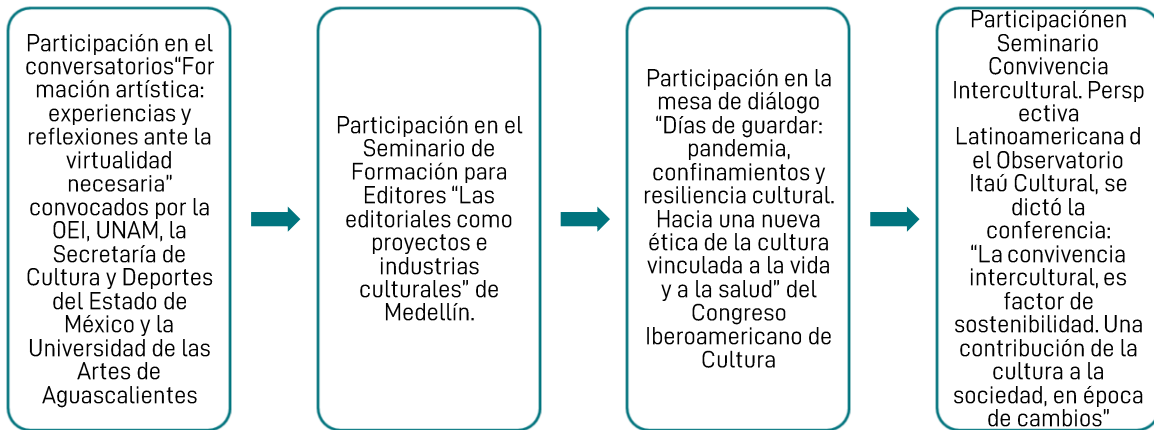 Participación en el
conversatorios"For
mación artística:
experiencias y
reflexiones ante la
virtualidad
necesaria"
convocados por la
OEI, UNAM, la
Secretaría de
Cultura y Deportes
del Estado de
México y la
Universidad de las
Artes de
Aguascalientes
Participación en el
Seminario de
Formación para
Editores "Las
editoriales como
proyectos e
industrias
culturales" de
Medellín.
Participación en la
mesa de diálogo
"Días de guardar:
pandemia,
confinamientos y
resiliencia cultural.
Hacia una nueva
ética de la cultura
vinculada a la vida
y a la salud" del
Congreso
Iberoamericano de
Cultura
Participaciónen
Seminario
Convivencia
Intercultural. Persp
ectiva
Latinoamericana d
el Observatorio
Itaú Cultural, se
dictó la
conferencia:
"La convivencia
intercultural, es
factor de
sostenibilidad. Una
contribución de la
cultura a la
sociedad, en época
de cambios"